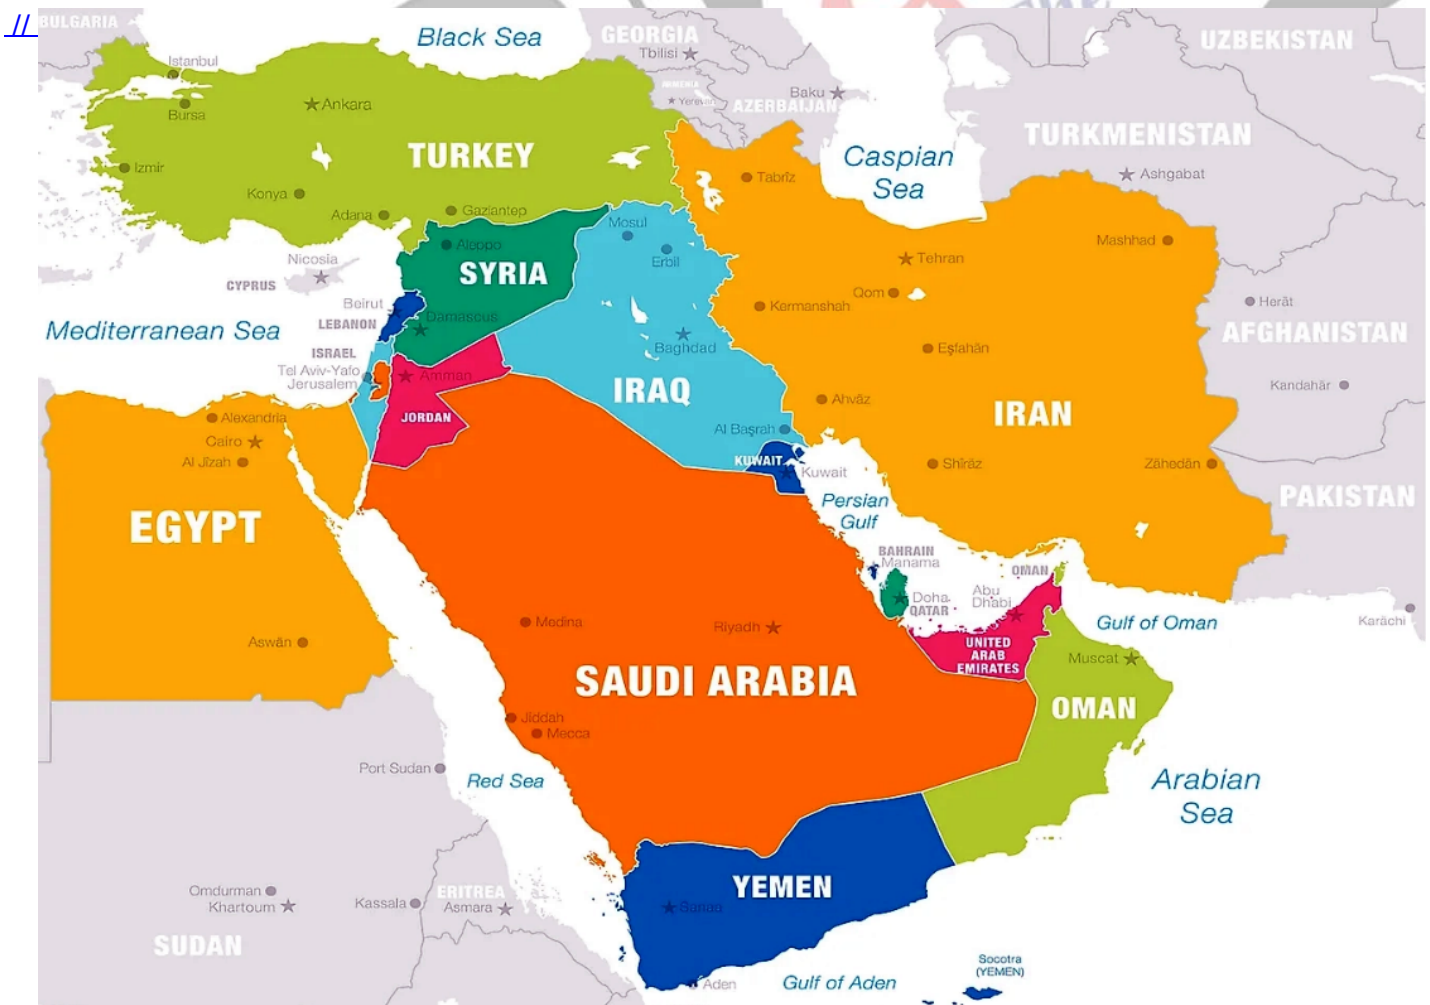 //
BULGARIA
Black Sea
GEORGIA
Tbilisi
UZBEKISTAN
Istanbul
Bursa
Ankara
ARMENIA
Yerevan
Baku
AZERBAIJAN
TURKMENISTAN
Ashgabat
TURKEY
Caspian
Sea
Izmir
Konya
Adana
Gaziantep
Tabrīz
Aleppo
Mosul
Erbil
Mashhad
SYRIA
Nicosia
CYPRUS
Tehran
Qom
Kermanshah
Herāt
Beirut
LEBANON
Damascus
Mediterranean Sea
AFGHANISTAN
Baghdad
Eşfahān
ISRAEL
Tel Aviv-Yafo
Jerusalem
Amman
IRAQ
Kandahār
Ahvāz
IRAN
JORDAN
Alexandria
Cairo
Al Jīzah
Al Başrah
KUWAIT
Kuwait
Shīrāz
Zāhedān
Persian
Gulf
PAKISTAN
EGYPT
BAHRAIN
Manama
OMAN
Doha
QATAR
Abu
Dhabi
Karāchi
Gulf of Oman
Medina
Riyadh
Aswān
UNITED
ARAB
EMIRATES
Muscat
SAUDI ARABIA
OMAN
Jiddah
Mecca
Port Sudan
Red Sea
Arabian
Sea
YEMEN
Sanaa
Omdurman
Khartoum
Kassala
ERITREA
Asmara
SUDAN
Aden
Gulf of Aden
Socotra
(YEMEN)